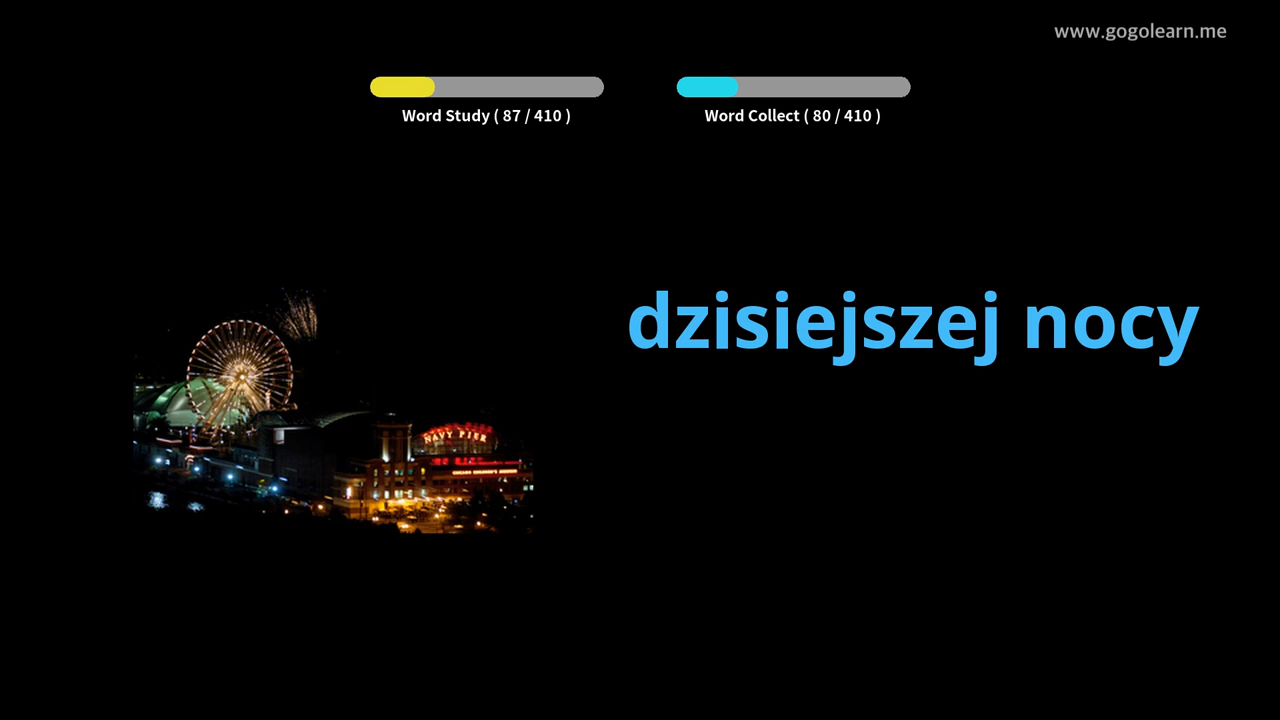 www.gogolearn.me
Word Study ( 87 / 410 )
Word Collect ( 80 / 410 )
dzisiejszej nocy
NAVY PIER